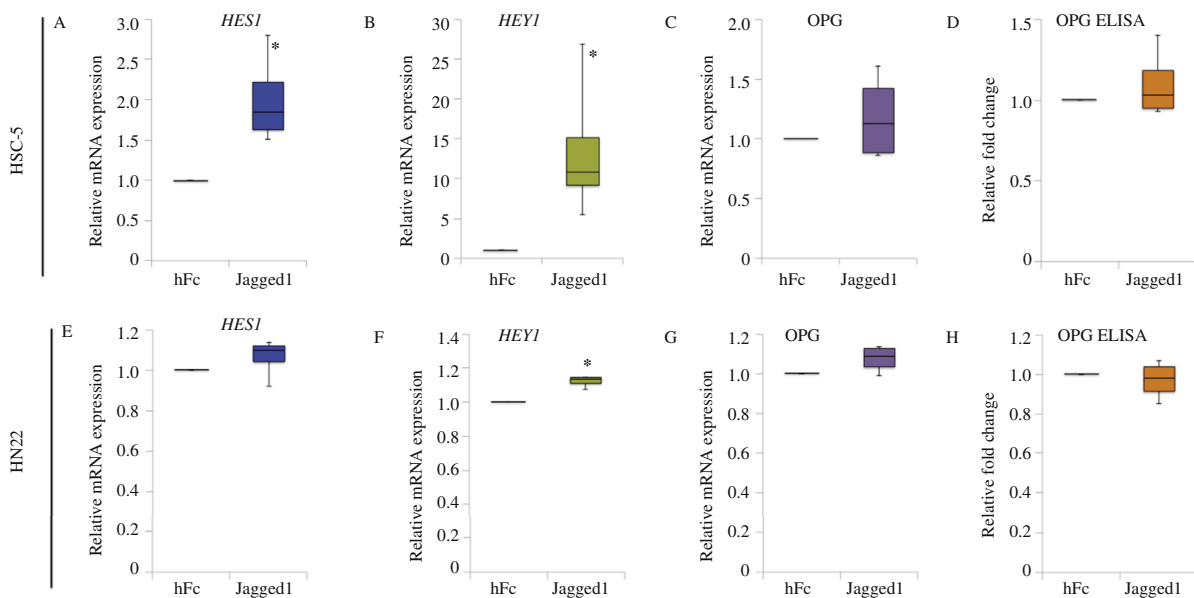 HSC-5
A
HES1
Relative mRNA expression
3.0
2.5
2.0
1.5
1.0
0.5
0
*
hFc
Jagged1
B
HEY1
Relative mRNA expression
30
25
20
15
10
5
0
*
hFc
Jagged1
C
OPG
Relative mRNA expression
2.0
1.5
1.0
0.5
0
hFc
Jagged1
D
OPG ELISA
Relative fold change
1.5
1.0
0.5
0
hFc
Jagged1
HN22
E
HES1
Relative mRNA expression
1.2
1.0
0.8
0.6
0.4
0.2
0
hFc
Jagged1
F
HEY1
Relative mRNA expression
1.4
1.2
1.0
0.8
0.6
0.4
0.2
0
*
hFc
Jagged1
G
OPG
Relative mRNA expression
1.2
1.0
0.8
0.6
0.4
0.2
0
hFc
Jagged1
H
OPG ELISA
Relative fold change
1.2
1.0
0.8
0.6
0.4
0.2
0
hFc
Jagged1